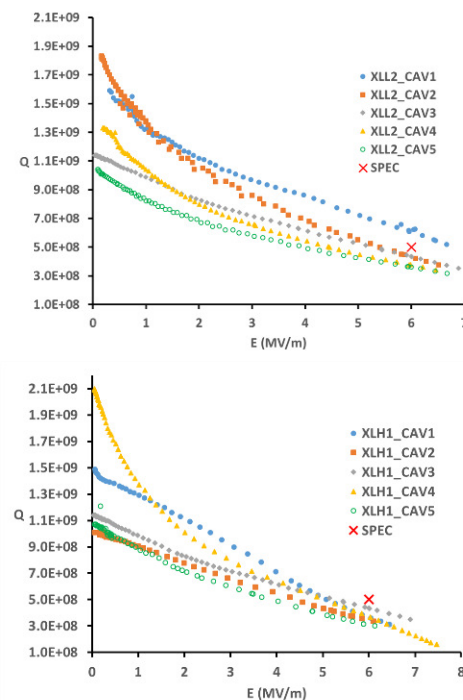 2.1E+09
1.9E+09
1.7E+09
1.5E+09
1.3E+09
1.1E+09
9.0E+08
7.0E+08
5.0E+08
3.0E+08
1.0E+08
Q
0 1 2 3 4 5 6 7
E (MV/m)
XLL2_CAV1
XLL2_CAV2
XLL2_CAV3
XLL2_CAV4
XLL2_CAV5
SPEC
2.1E+09
1.9E+09
1.7E+09
1.5E+09
1.3E+09
1.1E+09
9.0E+08
7.0E+08
5.0E+08
3.0E+08
1.0E+08
Q
0 1 2 3 4 5 6 7 8
E (MV/m)
XLH1_CAV1
XLH1_CAV2
XLH1_CAV3
XLH1_CAV4
XLH1_CAV5
SPEC